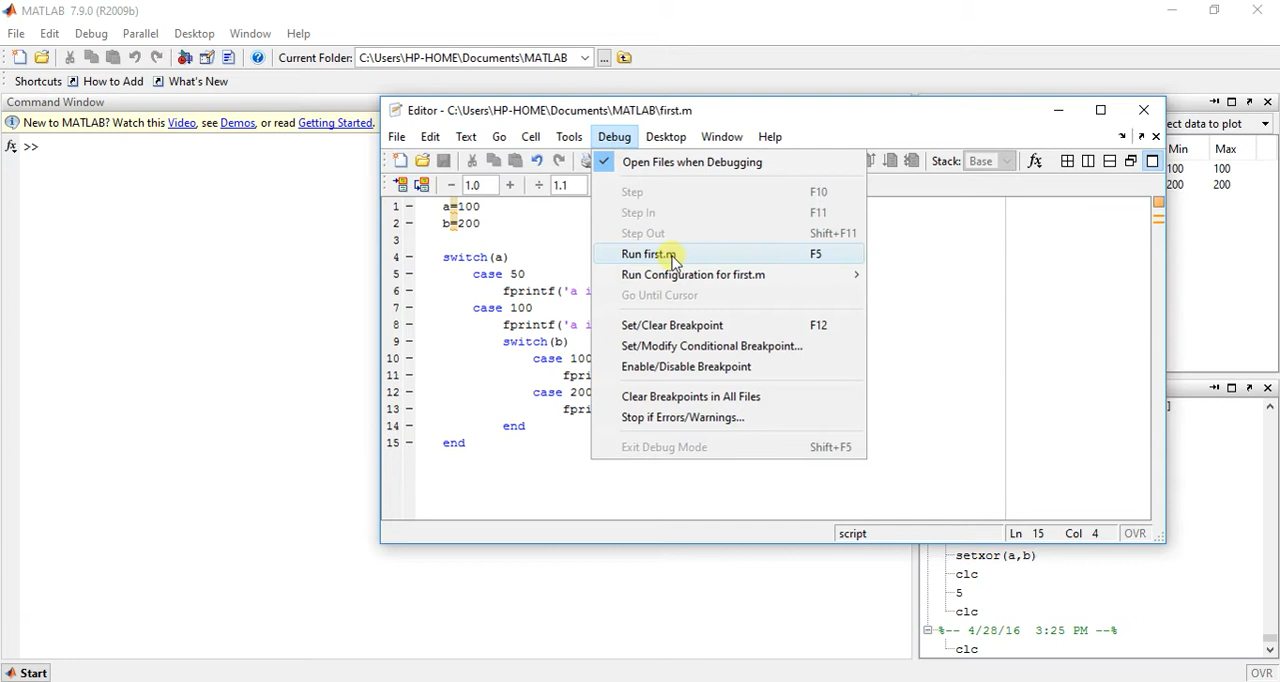 MATLAB 7.9.0 (R2009b)
File Edit Debug Parallel Desktop Window Help
Current Folder: C:\Users\HP-HOME\Documents\MATLAB
Shortcuts How to Add What's New
Command Window
New to MATLAB? Watch this Video, see Demos, or read Getting Started.
fx >>
Editor - C:\Users\HP-HOME\Documents\MATLAB\first.m
File Edit Text Go Cell Tools Debug Desktop Window Help
Stack: Base fx
1.0 + ÷ 1.1
1 - a=100
2 - b=200
3
4 - switch(a)
5 - case 50
6 - fprintf('a i
7 - case 100
8 - fprintf('a i
9 - switch(b)
10 - case 100
11 - fpri
12 - case 200
13 - fpri
14 - end
15 - end
Open Files when Debugging
Step F10
Step In F11
Step Out Shift+F11
Run first.m F5
Run Configuration for first.m
Go Until Cursor
Set/Clear Breakpoint F12
Set/Modify Conditional Breakpoint...
Enable/Disable Breakpoint
Clear Breakpoints in All Files
Stop if Errors/Warnings...
Exit Debug Mode Shift+F5
script Ln 15 Col 4 OVR
ect data to plot
Min Max
100 100
200 200
setxor(a,b)
clc
5
clc
%-- 4/28/16 3:25 PM --%
clc
Start
OVR